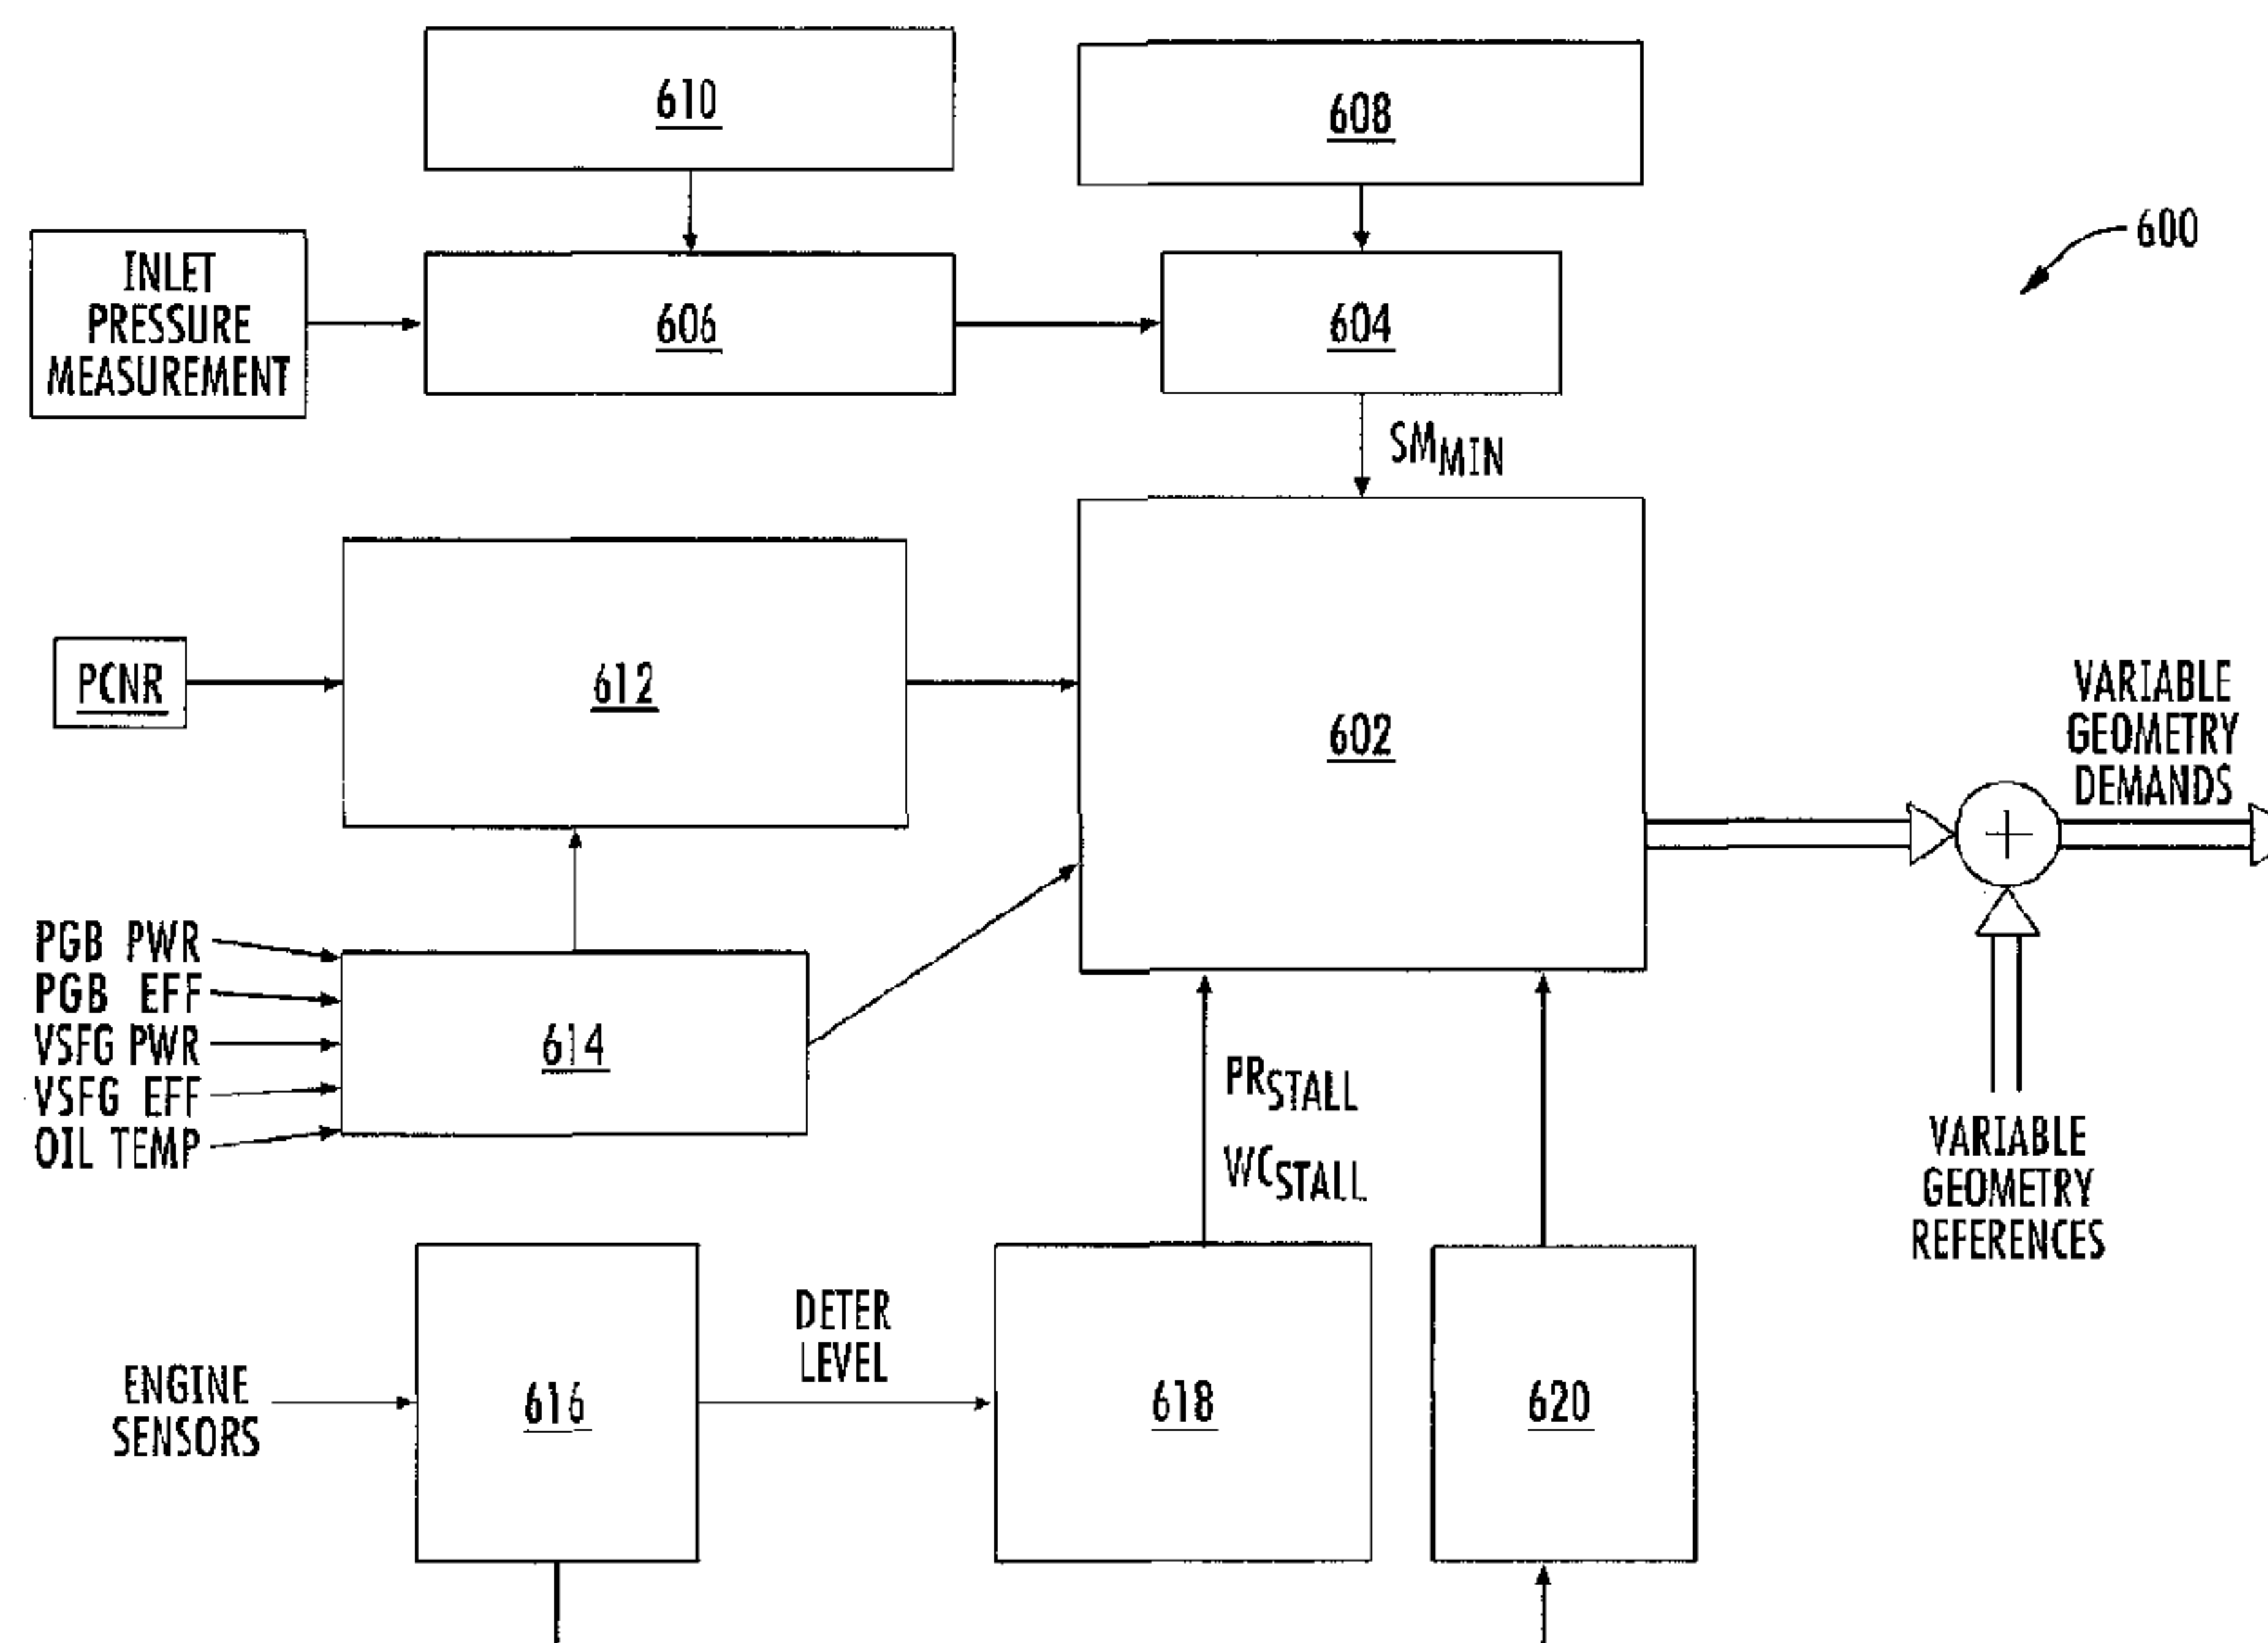 610
608
600
INLET
PRESSURE
MEASUREMENT
606
604
SMMIN
PCNR
612
602
VARIABLE
GEOMETRY
DEMANDS
+
PGB PWR
PGB EFF
VSFG PWR
VSFG EFF
OIL TEMP
614
PRSTALL
WCSTALL
VARIABLE
GEOMETRY
REFERENCES
ENGINE
SENSORS
616
DETER
LEVEL
618
620